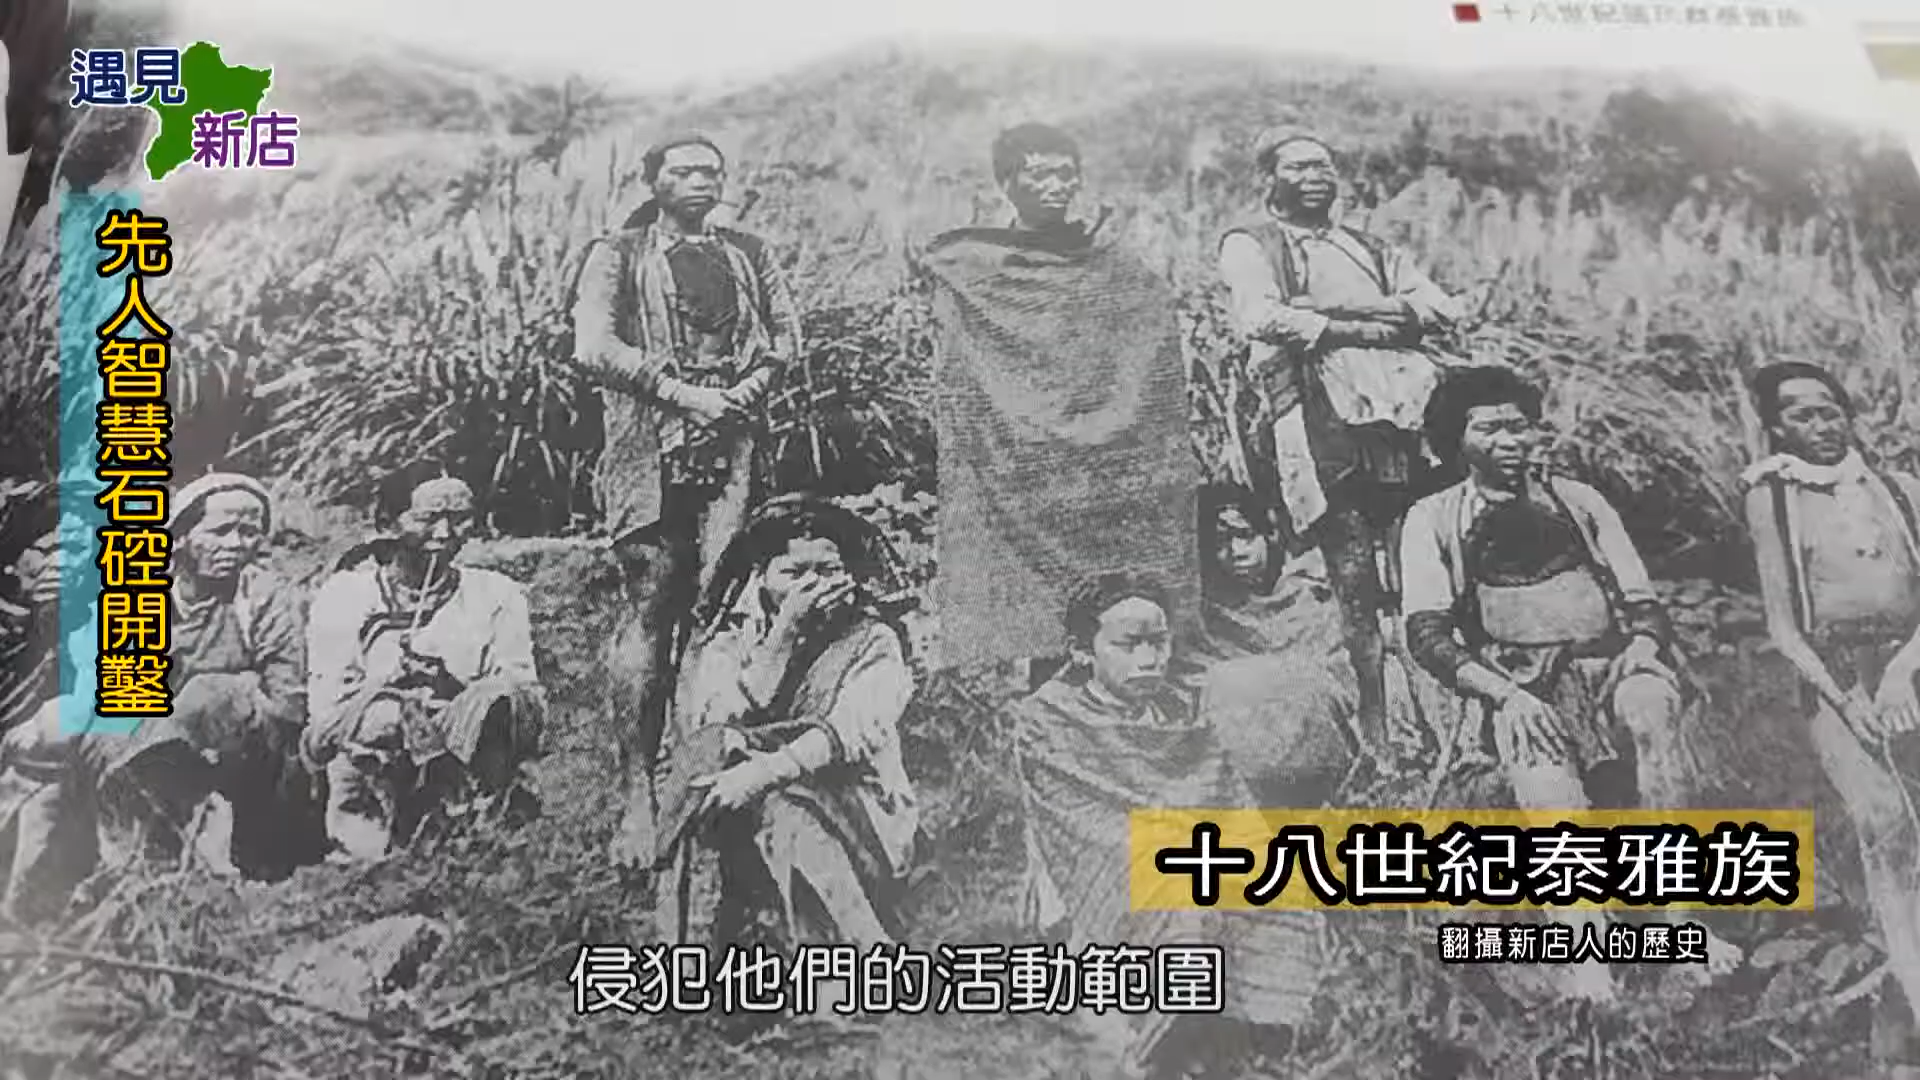 遇見
新店
先人智慧石硿開鑿
十八世紀泰雅族
翻攝新店人的歷史
侵犯他們的活動範圍